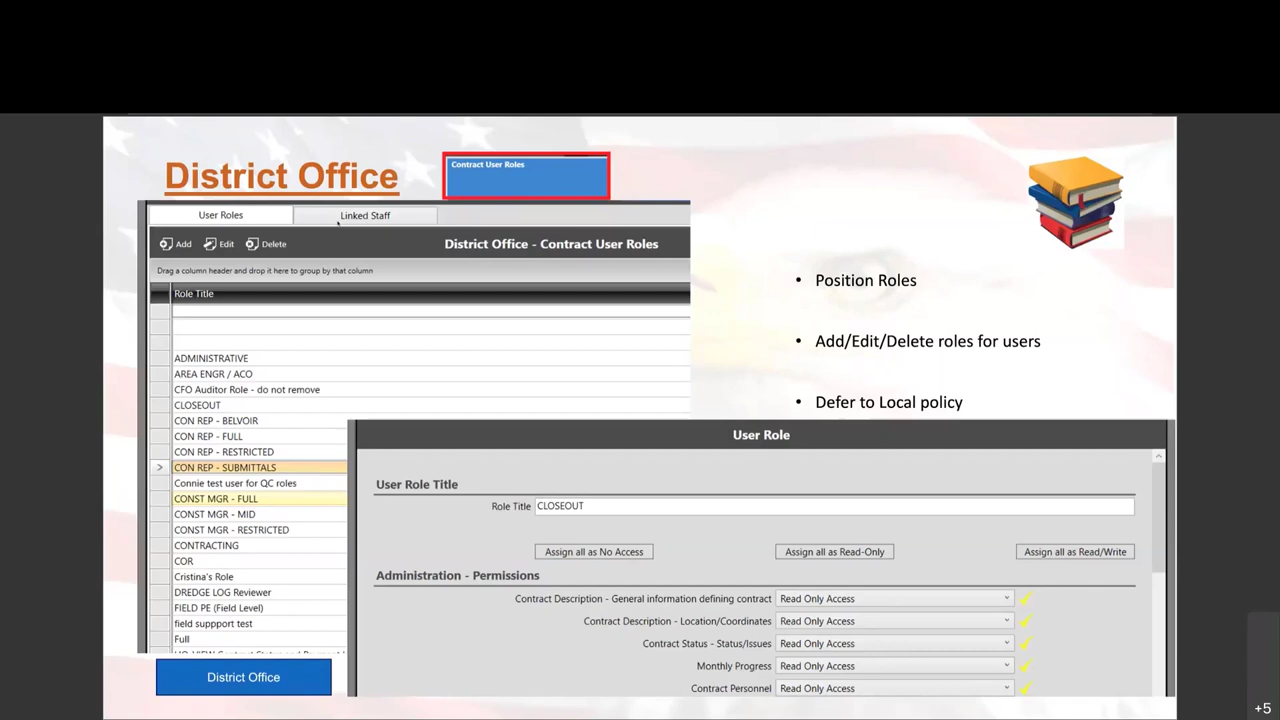 District Office
Contract User Roles
User Roles
Linked Staff
Add
Edit
Delete
District Office - Contract User Roles
Drag a column header and drop it here to group by that column
Role Title
ADMINISTRATIVE
AREA ENGR / ACO
CFO Auditor Role - do not remove
CLOSEOUT
CON REP - BELVOIR
CON REP - FULL
CON REP - RESTRICTED
CON REP - SUBMITTALS
Connie test user for QC roles
CONST MGR - FULL
CONST MGR - MID
CONST MGR - RESTRICTED
CONTRACTING
COR
Cristina's Role
DREDGE LOG Reviewer
FIELD PE (Field Level)
field suppport test
Full
District Office
• Position Roles
• Add/Edit/Delete roles for users
• Defer to Local policy
User Role
User Role Title
Role Title CLOSEOUT
Assign all as No Access
Assign all as Read-Only
Assign all as Read/Write
Administration - Permissions
Contract Description - General information defining contract Read Only Access
Contract Description - Location/Coordinates Read Only Access
Contract Status - Status/Issues Read Only Access
Monthly Progress Read Only Access
Contract Personnel Read Only Access
+5